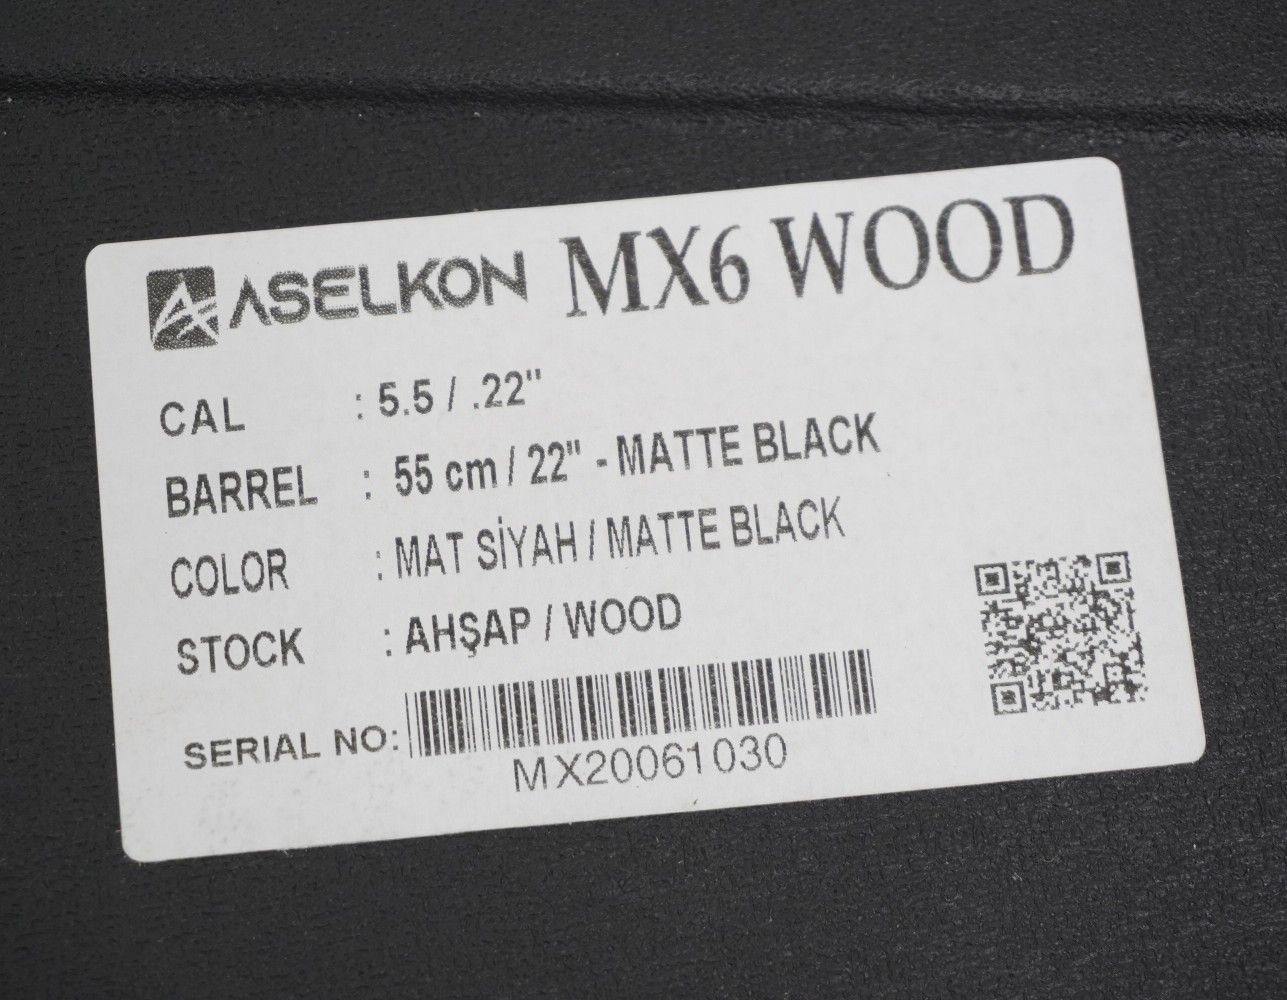 ASELKON MX6 WOOD
CAL : 5.5 / .22"
BARREL : 55 cm / 22" - MATTE BLACK
COLOR : MAT SİYAH / MATTE BLACK
STOCK : AHŞAP / WOOD
SERIAL NO:
MX20061030